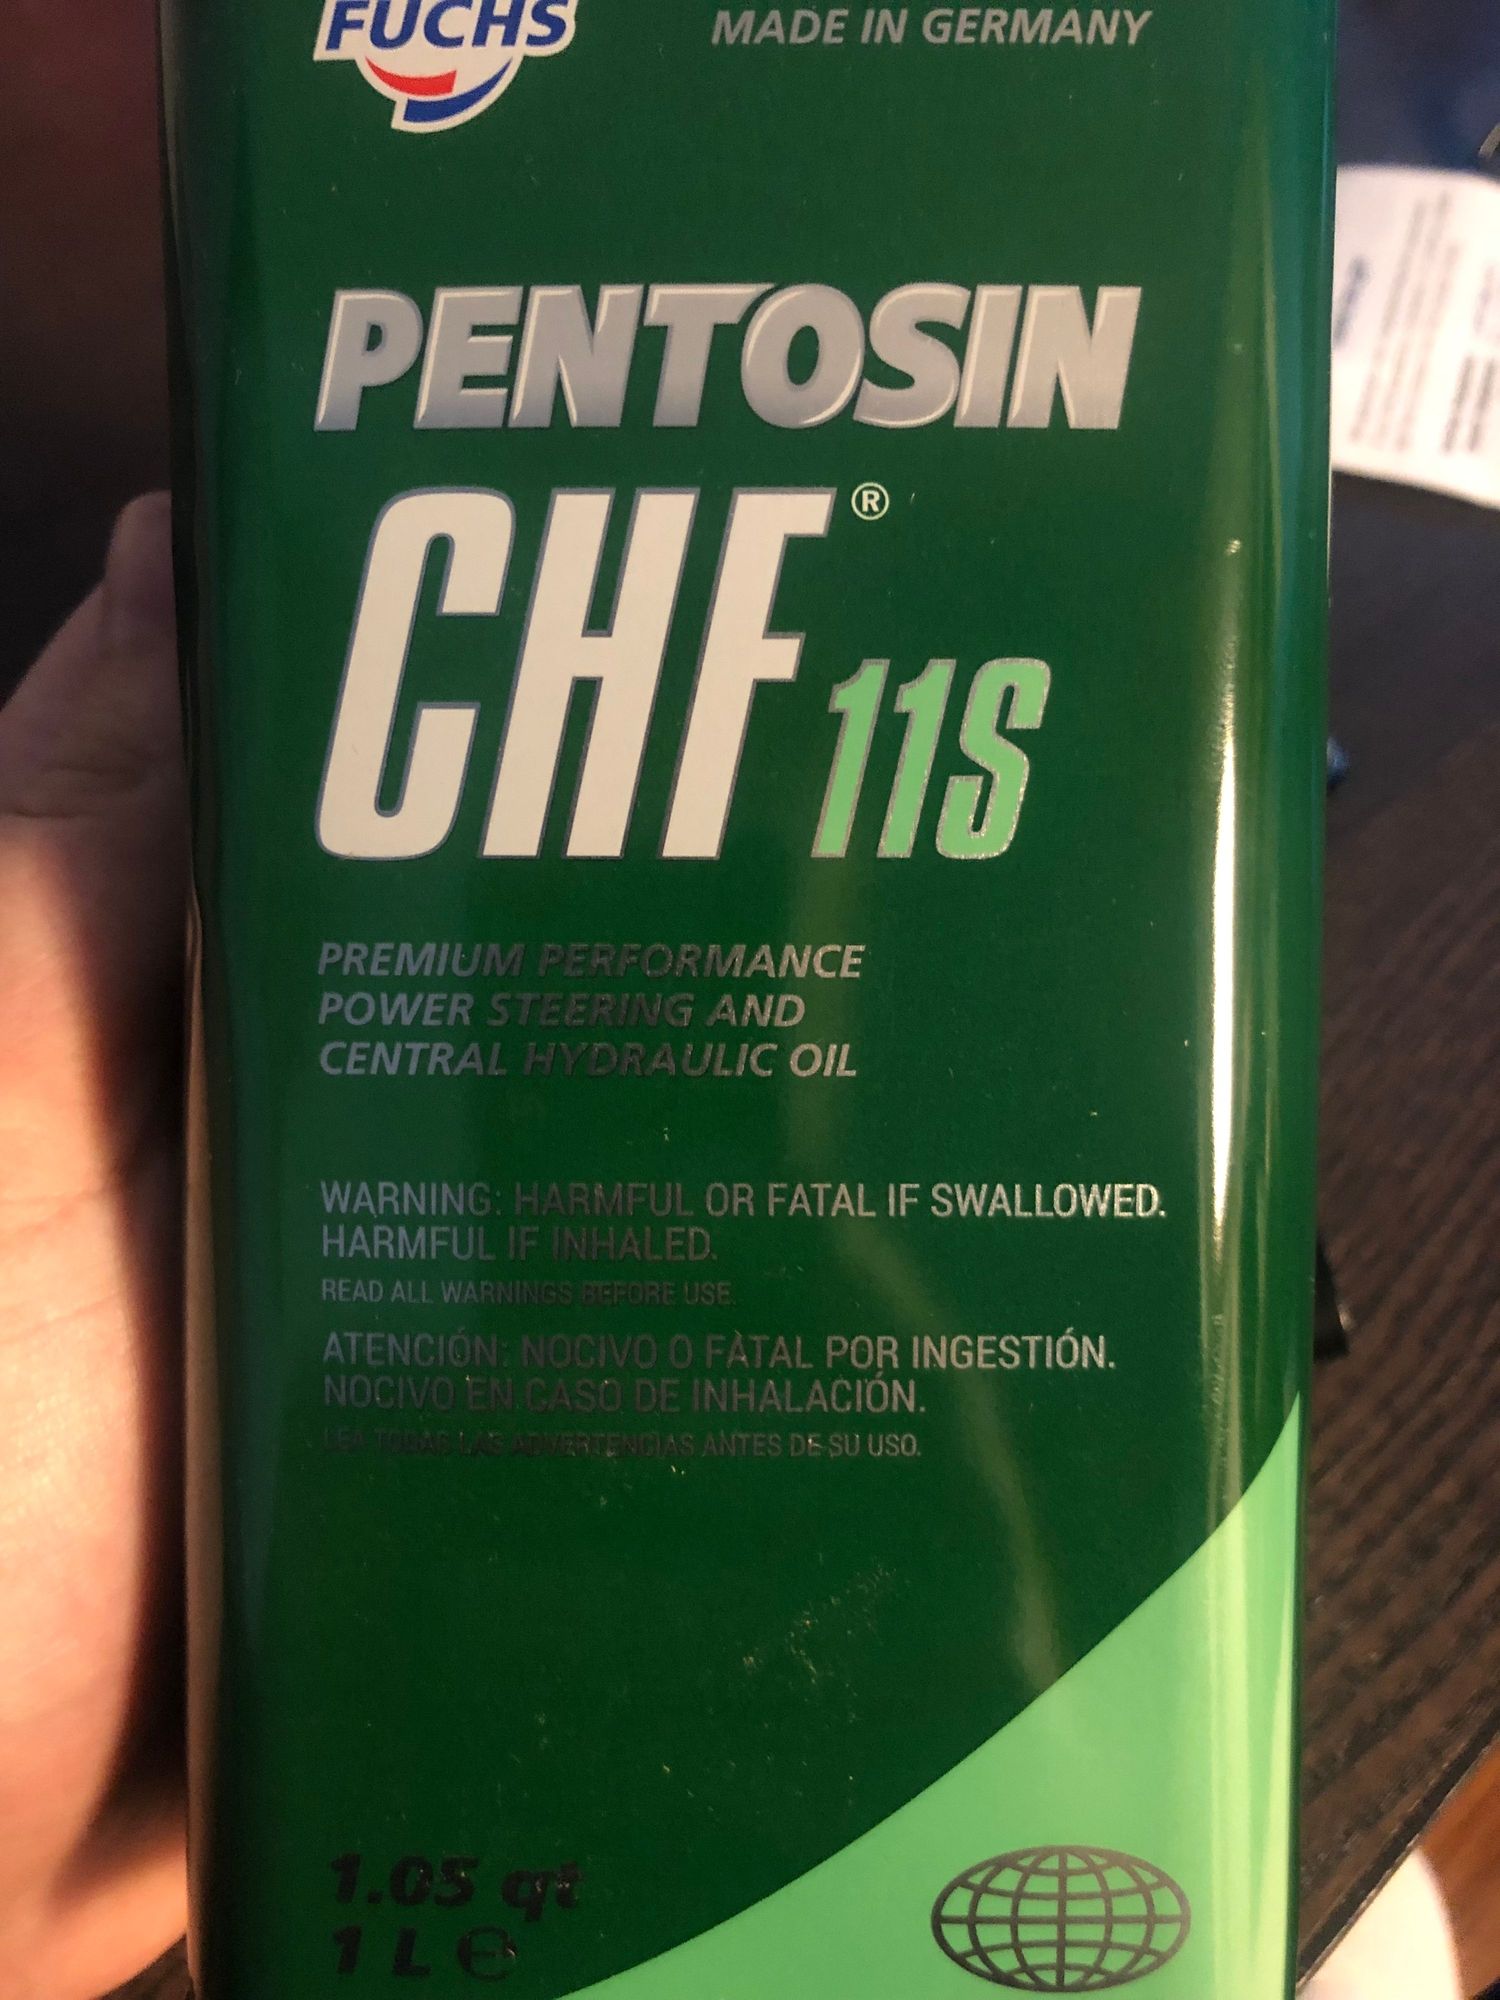 FUCHS
MADE IN GERMANY
PENTOSIN
CHF®
11S
PREMIUM PERFORMANCE
POWER STEERING AND
CENTRAL HYDRAULIC OIL
WARNING: HARMFUL OR FATAL IF SWALLOWED.
HARMFUL IF INHALED.
READ ALL WARNINGS BEFORE USE.
ATENCIÓN: NOCIVO O FATAL POR INGESTIÓN.
NOCIVO EN CASO DE INHALACIÓN.
LEA TODAS LAS ADVERTENCIAS ANTES DE SU USO.
1.05 qt
1 L ℮